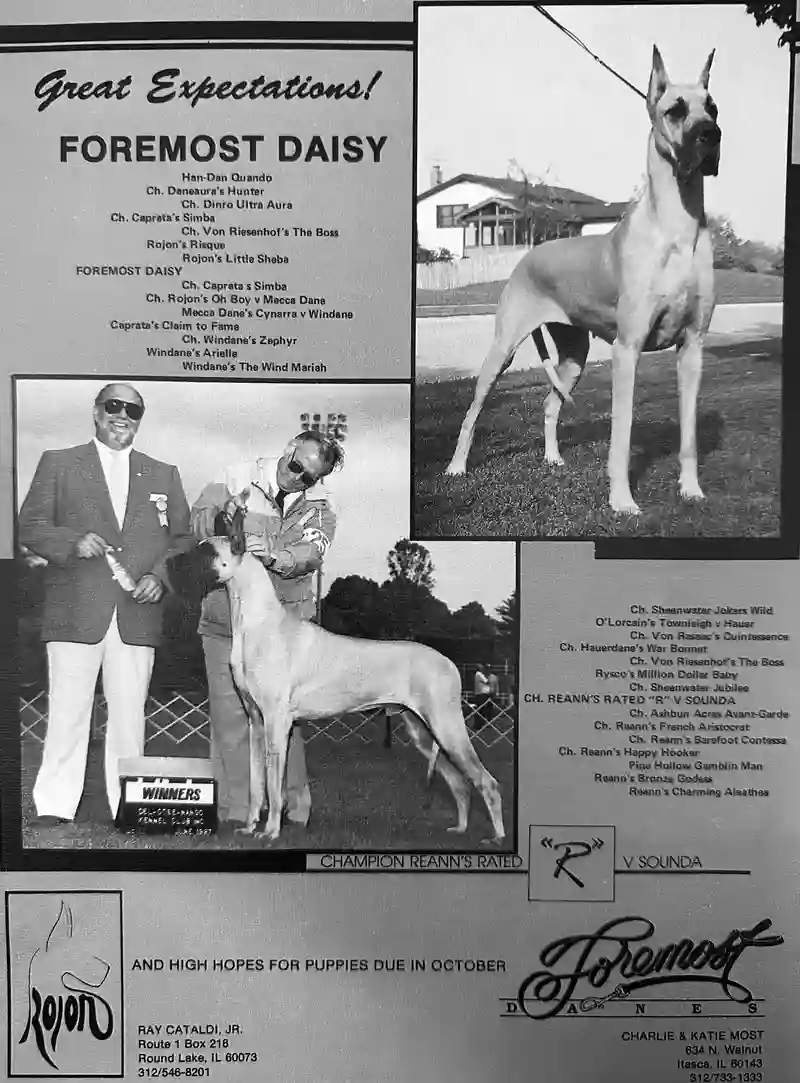 Great Expectations!
FOREMOST DAISY
Han-Dan Quando
Ch. Daneaura's Hunter
Ch. Dinro Ultra Aura
Ch. Caprata's Simba
Ch. Von Riesenhof's The Boss
Rojon's Risque
Rojon's Little Sheba
FOREMOST DAISY
Ch. Caprata s Simba
Ch. Rojon's Oh Boy v Mecca Dane
Mecca Dane's Cynarra v Windane
Caprata's Claim to Fame
Ch. Windane's Zephyr
Windane's Arielle
Windane's The Wind Mariah
WINNERS
KENNEL CLUB INC
JUNE 1987
Ch. Sheenwater Jokers Wild
O'Lorcain's Townleigh v Hauer
Ch. Von Raseac's Quintessence
Ch. Hauerdane's War Bonnet
Ch. Von Riesenhof's The Boss
Rysco's Million Dollar Baby
Ch. Sheenwater Jubilee
CH. REANN'S RATED "R" V SOUNDA
Ch. Ashbun Acres Avant-Garde
Ch. Reann's French Aristocrat
Ch. Reann's Barefoot Contessa
Ch. Reann's Happy Hooker
Pine Hollow Gamblin Man
Reann's Bronze Godess
Reann's Charming Aleathea
CHAMPION REANN'S RATED "R" V SOUNDA
Rojon
AND HIGH HOPES FOR PUPPIES DUE IN OCTOBER
RAY CATALDI, JR.
Route 1 Box 218
Round Lake, IL 60073
312/546-8201
Foremost
DANES
CHARLIE & KATIE MOST
634 N. Walnut
Itasca, IL 60143
312/733-1333